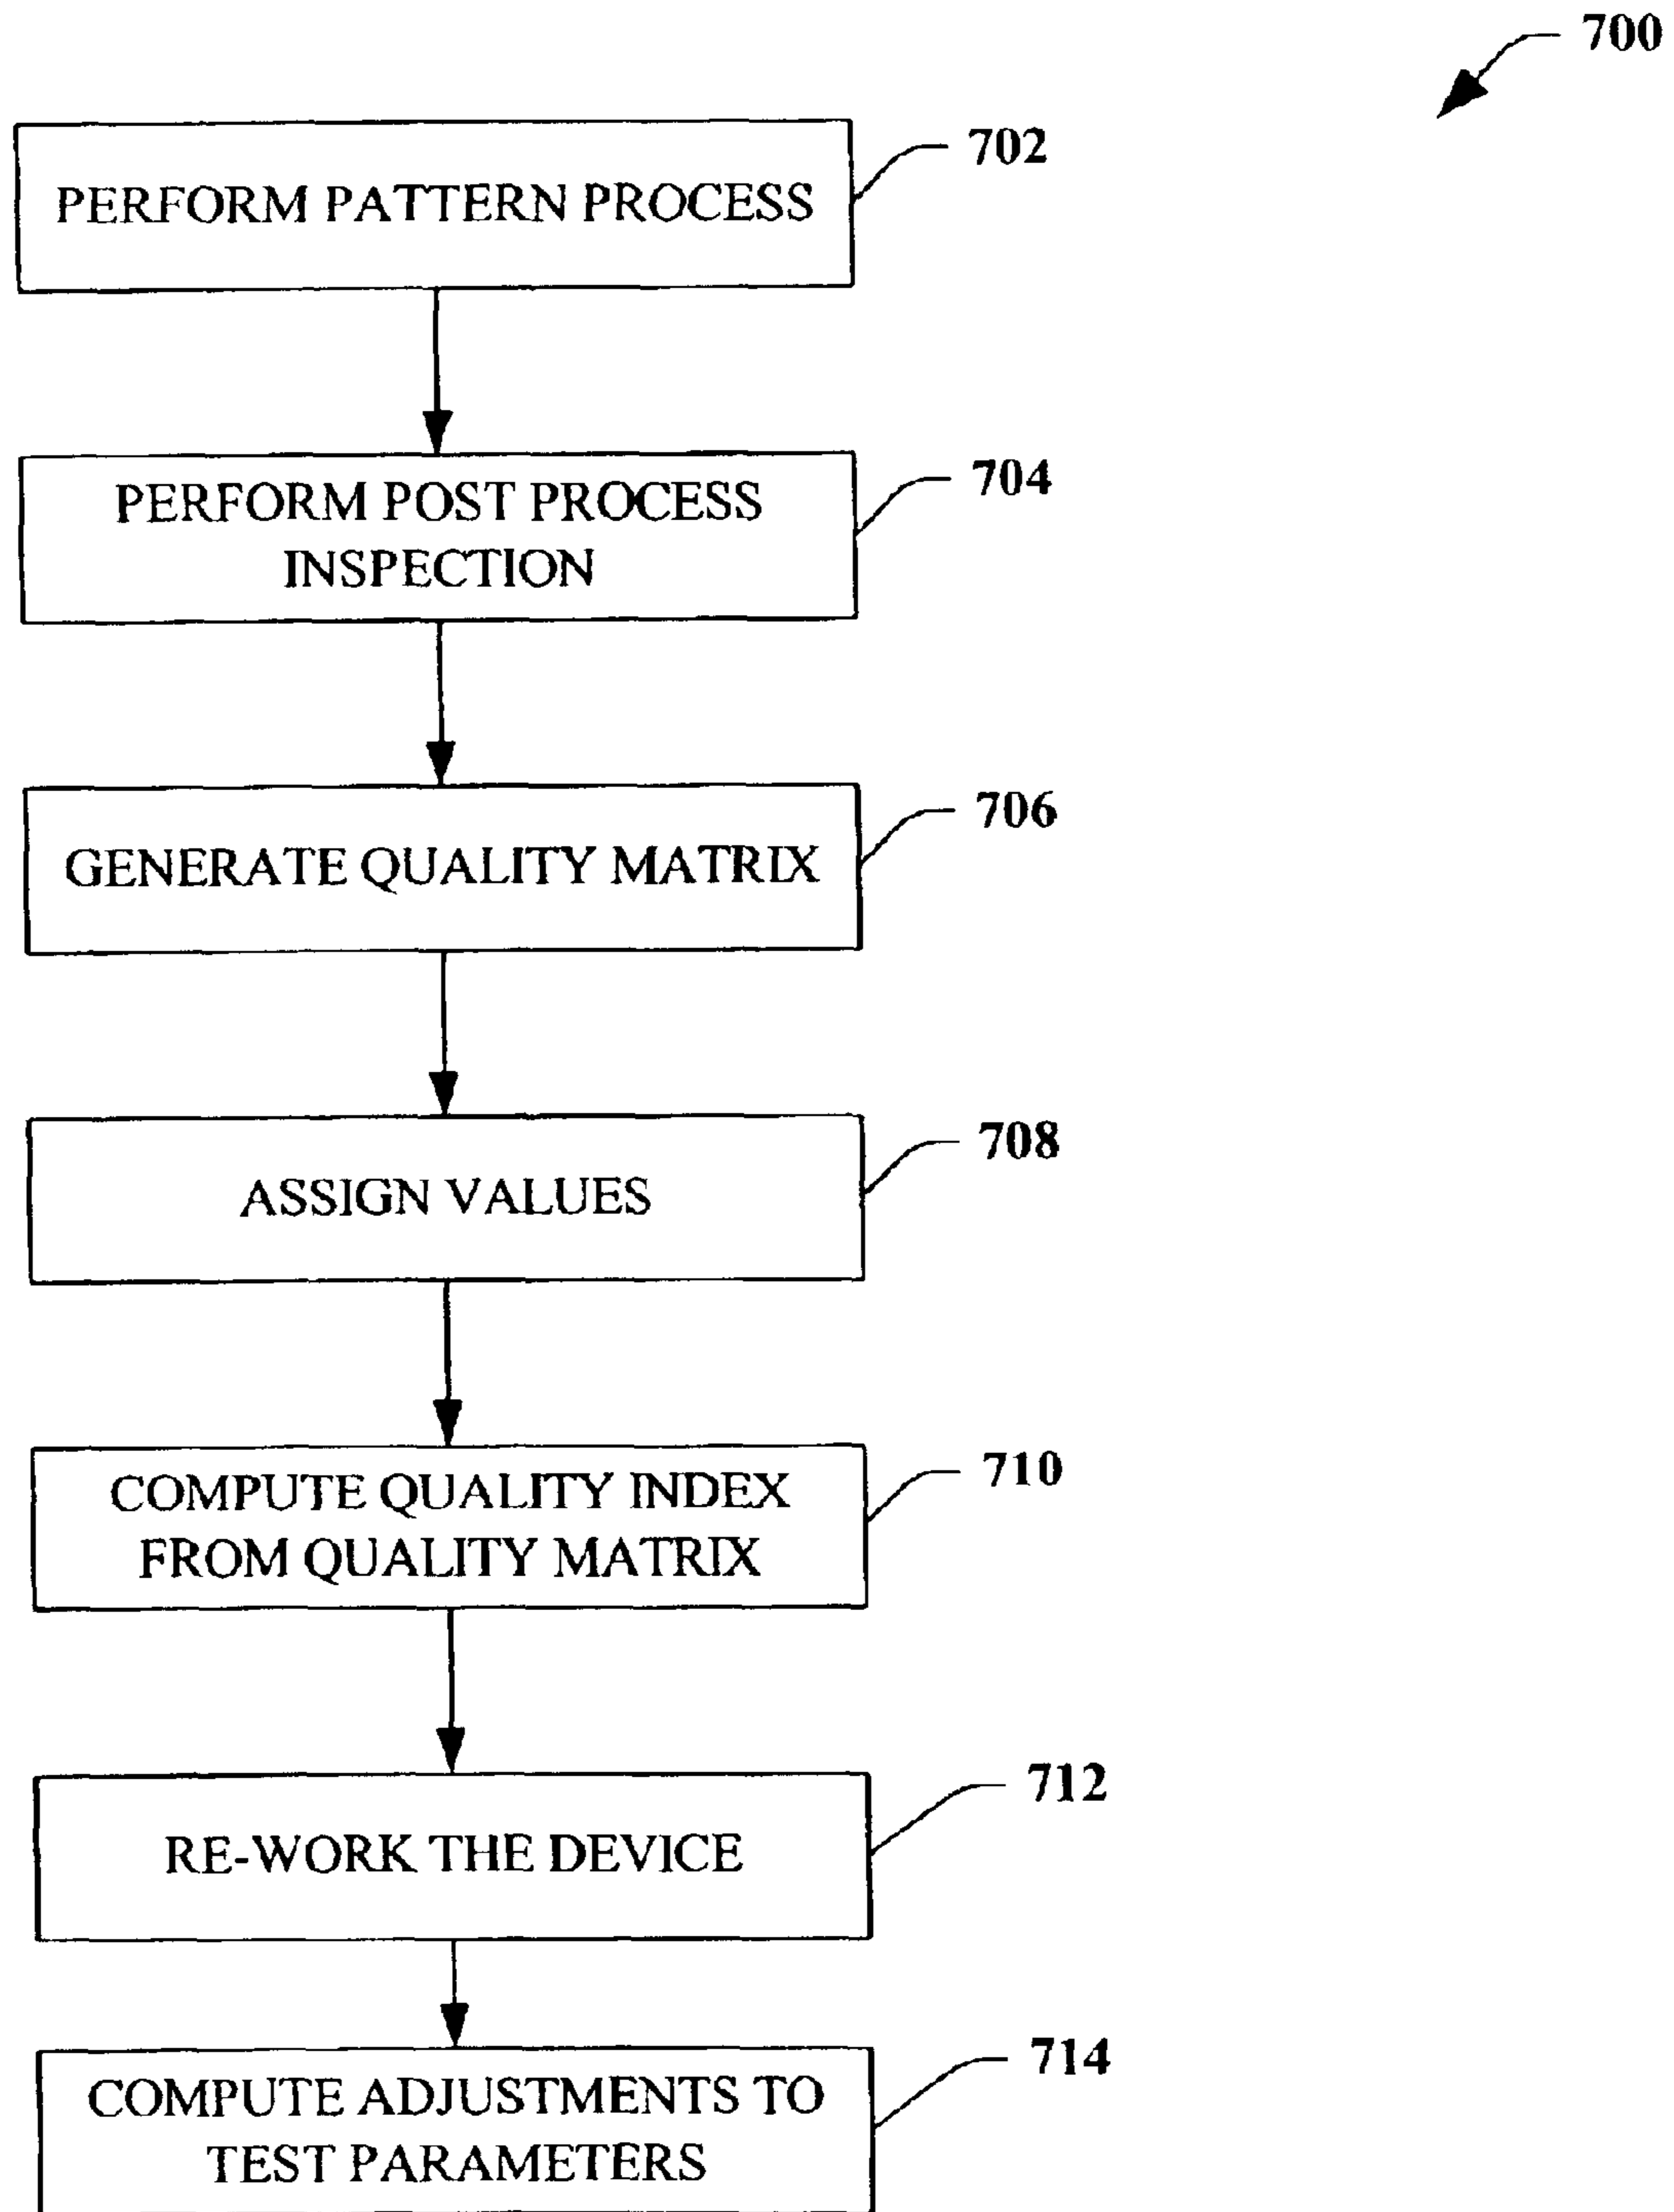 700
702
PERFORM PATTERN PROCESS
704
PERFORM POST PROCESS
INSPECTION
706
GENERATE QUALITY MATRIX
708
ASSIGN VALUES
710
COMPUTE QUALITY INDEX
FROM QUALITY MATRIX
712
RE-WORK THE DEVICE
714
COMPUTE ADJUSTMENTS TO
TEST PARAMETERS